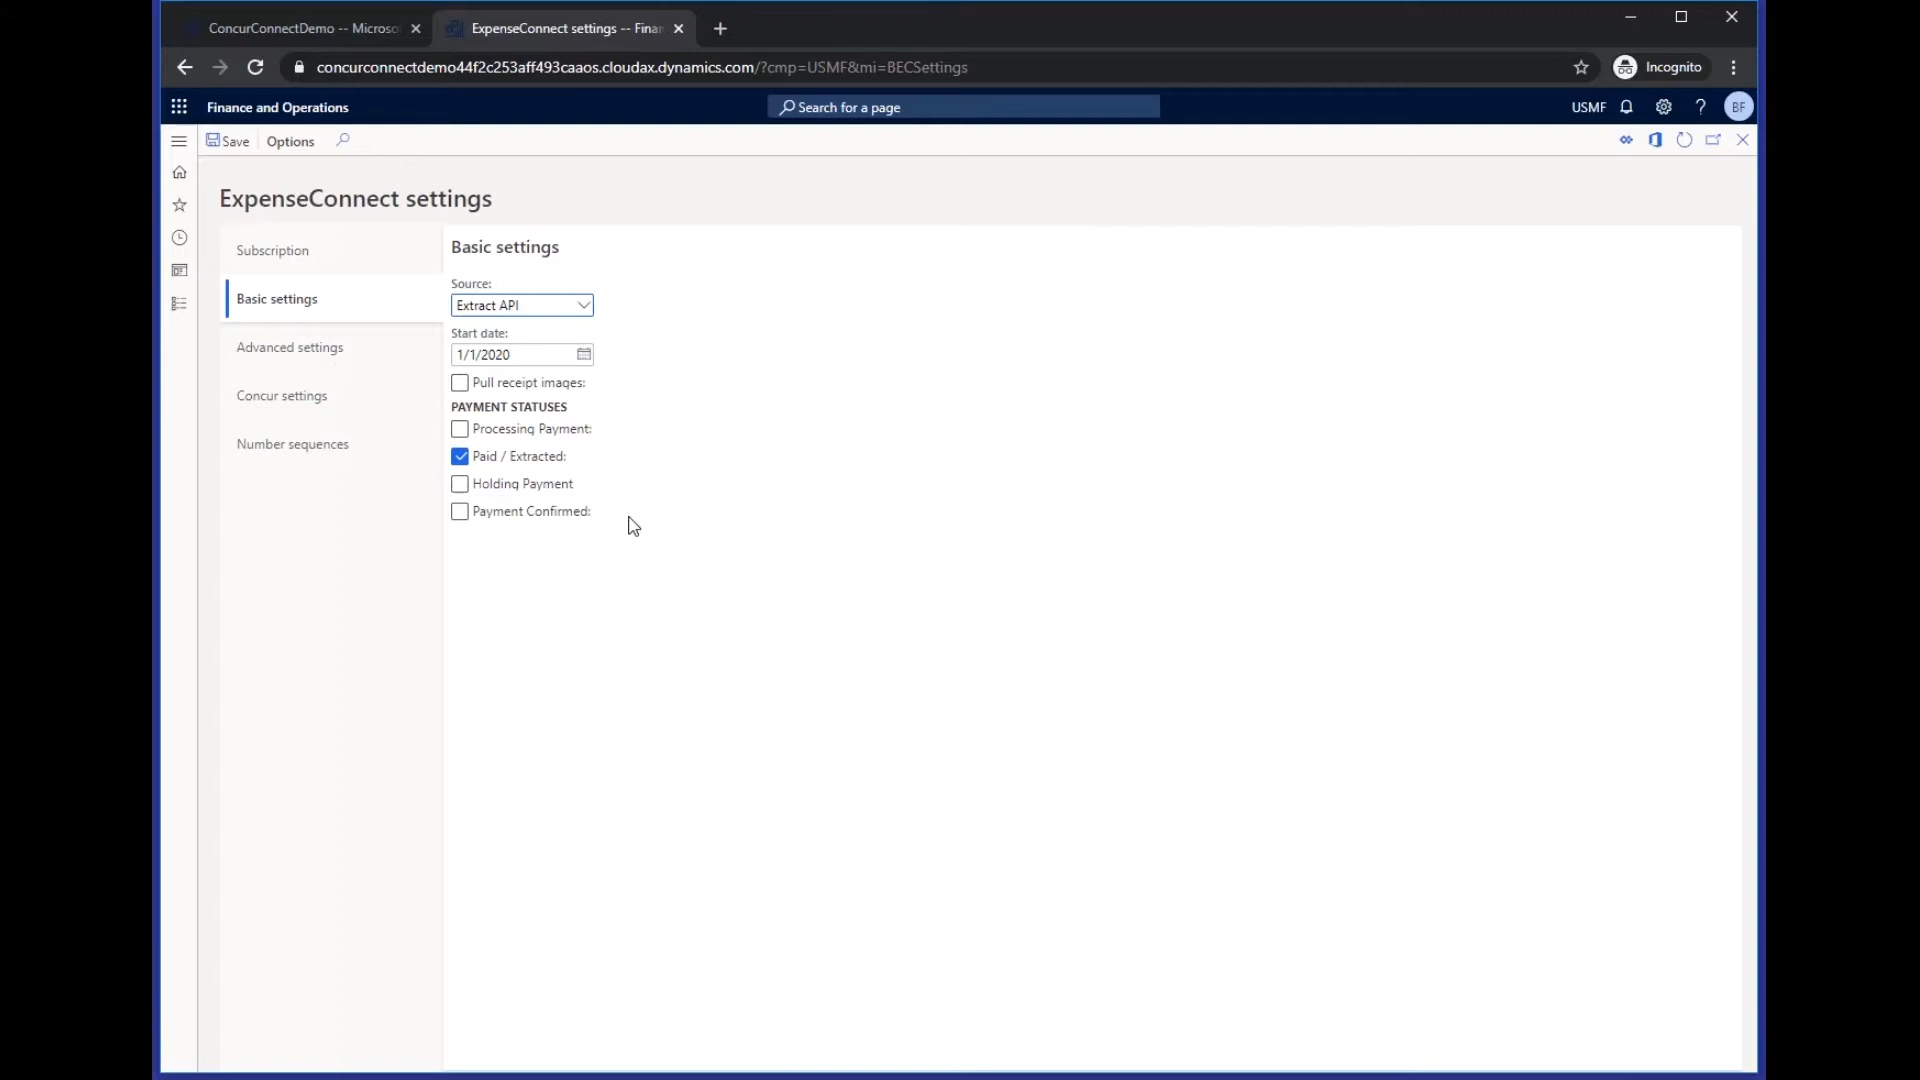 ConcurConnectDemo -- Microso
ExpenseConnect settings -- Finan
concurconnectdemo44f2c253aff493caaos.cloudax.dynamics.com/?cmp=USMF&mi=BECSettings
Incognito
Finance and Operations
Search for a page
USMF
BF
Save
Options
ExpenseConnect settings
Subscription
Basic settings
Advanced settings
Concur settings
Number sequences
Basic settings
Source:
Extract API
Start date:
1/1/2020
Pull receipt images:
PAYMENT STATUSES
Processing Payment:
Paid / Extracted:
Holding Payment
Payment Confirmed: